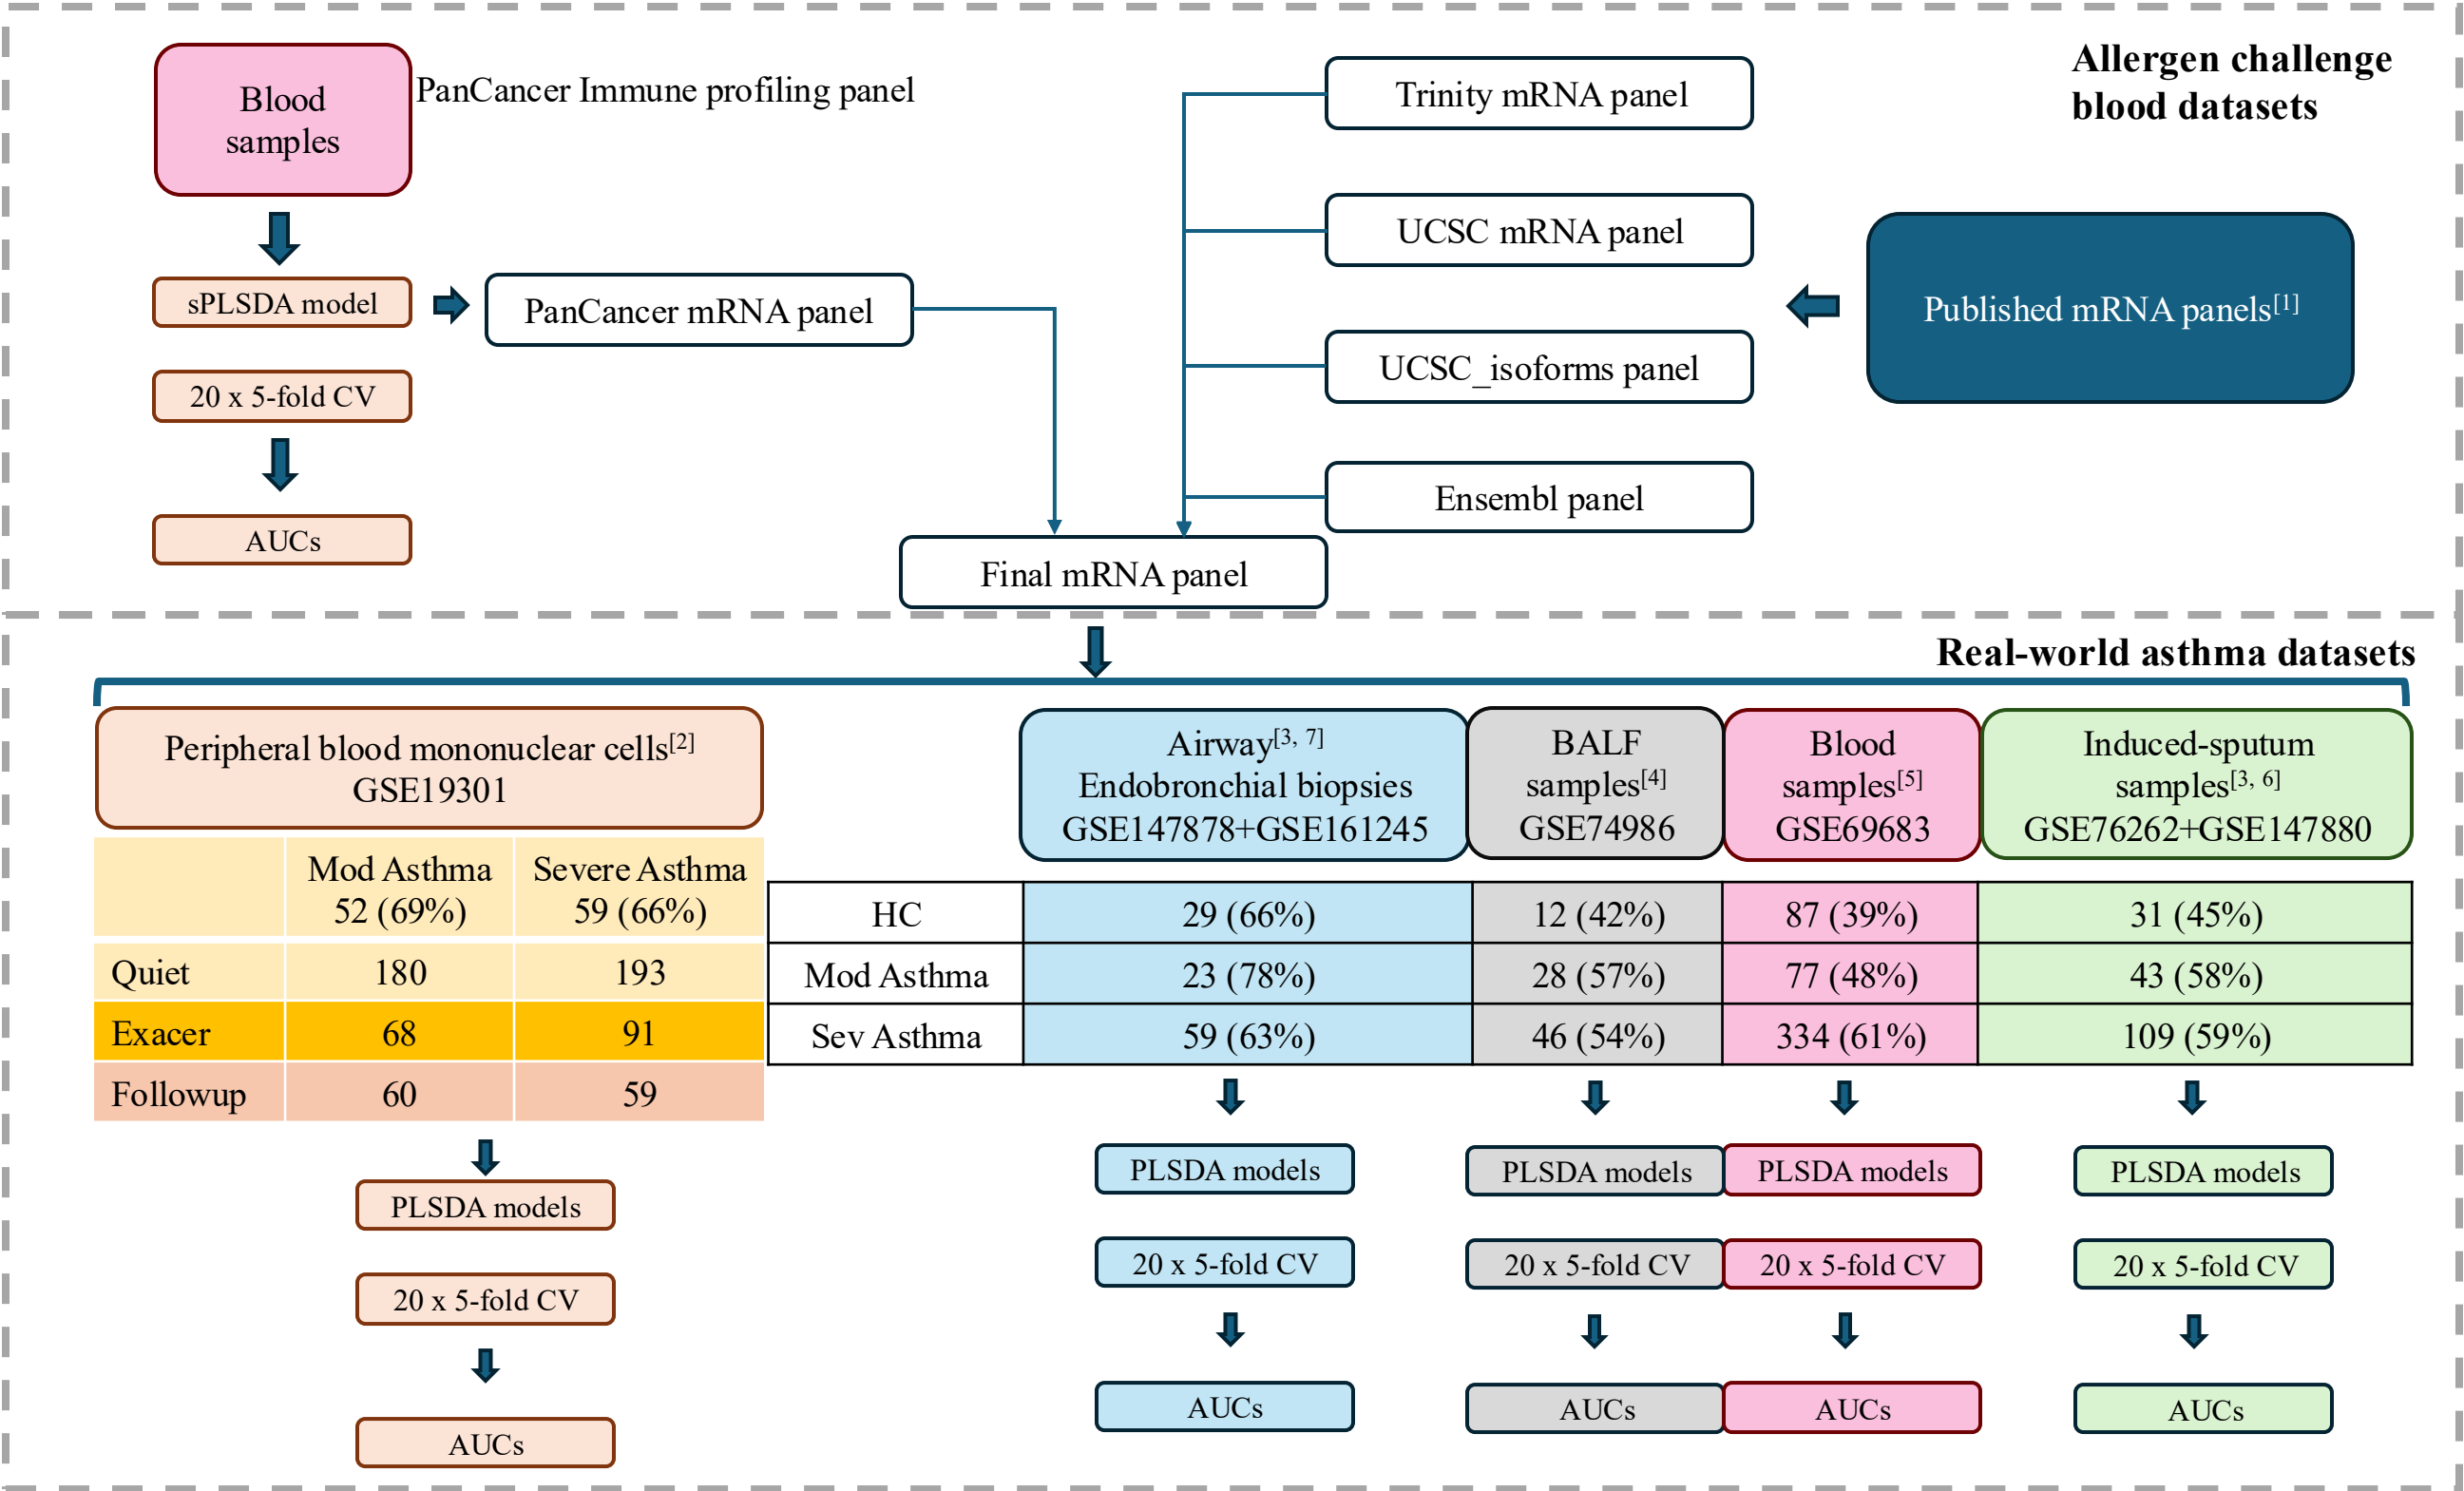 Allergen challenge
blood datasets
Blood
samples
PanCancer Immune profiling panel
sPLSDA model
20 x 5-fold CV
AUCs
PanCancer mRNA panel
Trinity mRNA panel
UCSC mRNA panel
UCSC_isoforms panel
Ensembl panel
Published mRNA panels[1]
Final mRNA panel
Real-world asthma datasets
Peripheral blood mononuclear cells[2]
GSE19301
Mod Asthma Severe Asthma
52 (69%) 59 (66%)
Quiet 180 193
Exacer 68 91
Followup 60 59
PLSDA models
20 x 5-fold CV
AUCs
Airway[3, 7]
Endobronchial biopsies
GSE147878+GSE161245
BALF
samples[4]
GSE74986
Blood
samples[5]
GSE69683
Induced-sputum
samples[3, 6]
GSE76262+GSE147880
HC 29 (66%) 12 (42%) 87 (39%) 31 (45%)
Mod Asthma 23 (78%) 28 (57%) 77 (48%) 43 (58%)
Sev Asthma 59 (63%) 46 (54%) 334 (61%) 109 (59%)
PLSDA models PLSDA models PLSDA models PLSDA models
20 x 5-fold CV 20 x 5-fold CV 20 x 5-fold CV 20 x 5-fold CV
AUCs AUCs AUCs AUCs